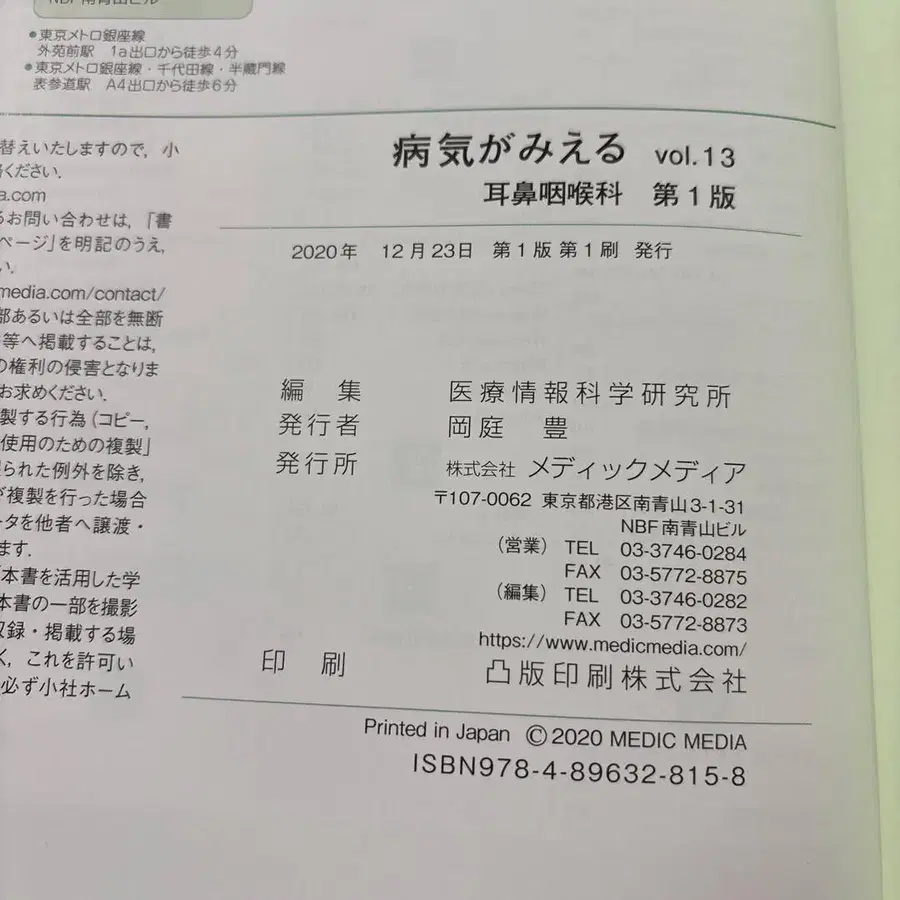 NBF南青山ビル
●東京メトロ銀座線
外苑前駅 1a出口から徒歩4分
●東京メトロ銀座線・千代田線・半蔵門線
表参道駅 A4出口から徒歩6分
替えいたしますので，小
ください．
a.com
るお問い合わせは，「書
ページ」を明記のうえ，
い．
media.com/contact/
部あるいは全部を無断
等へ掲載することは，
の権利の侵害となりま
お求めください．
製する行為(コピー，
使用のための複製」
られた例外を除き，
複製を行った場合
ータを他者へ譲渡・
ます．
本書を活用した学
本書の一部を撮影
収録・掲載する場
く，これを許可い
必ず小社ホーム
病気がみえる vol.13
耳鼻咽喉科 第1版
2020年 12月23日 第1版 第1刷 発行
編集 医療情報科学研究所
発行者 岡庭 豊
発行所 株式会社 メディックメディア
〒107-0062 東京都港区南青山3-1-31
NBF南青山ビル
(営業) TEL 03-3746-0284
FAX 03-5772-8875
(編集) TEL 03-3746-0282
FAX 03-5772-8873
https://www.medicmedia.com/
印刷 凸版印刷株式会社
Printed in Japan ©2020 MEDIC MEDIA
ISBN978-4-89632-815-8